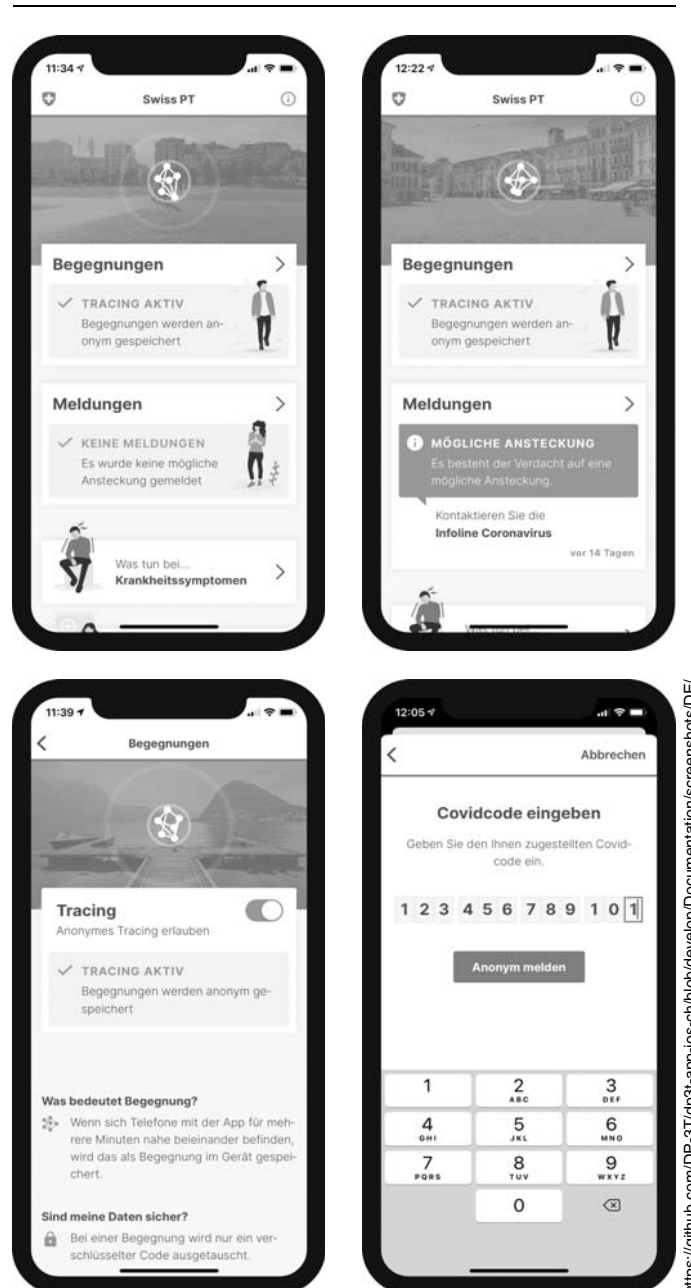 11:34
Swiss PT
Begegnungen
TRACING AKTIV
Begegnungen werden an-
onym gespeichert
Meldungen
KEINE MELDUNGEN
Es wurde keine mögliche
Ansteckung gemeldet
Was tun bei...
Krankheitssymptomen
12:22
Swiss PT
Begegnungen
TRACING AKTIV
Begegnungen werden an-
onym gespeichert
Meldungen
MÖGLICHE ANSTECKUNG
Es besteht der Verdacht auf eine
mögliche Ansteckung.
Kontaktieren Sie die
Infoline Coronavirus
vor 14 Tagen
Was tun bei
11:39
Begegnungen
Tracing
Anonymes Tracing erlauben
TRACING AKTIV
Begegnungen werden anonym ge-
speichert
Was bedeutet Begegnung?
Wenn sich Telefone mit der App für meh-
rere Minuten nahe beieinander befinden,
wird das als Begegnung im Gerät gespei-
chert.
Sind meine Daten sicher?
Bei einer Begegnung wird nur ein ver-
schlüsselter Code ausgetauscht.
12:05
Abbrechen
Covidcode eingeben
Geben Sie den Ihnen zugestellten Covid-
code ein.
1 2 3 4 5 6 7 8 9 1 0 1
Anonym melden
1 2 3
ABC DEF
4 5 6
GHI JKL MNO
7 8 9
PQRS TUV WXYZ
0
https://github.com/DP-3T/dp3t-app-ios-ch/blob/develop/Documentation/screenshots/DE/